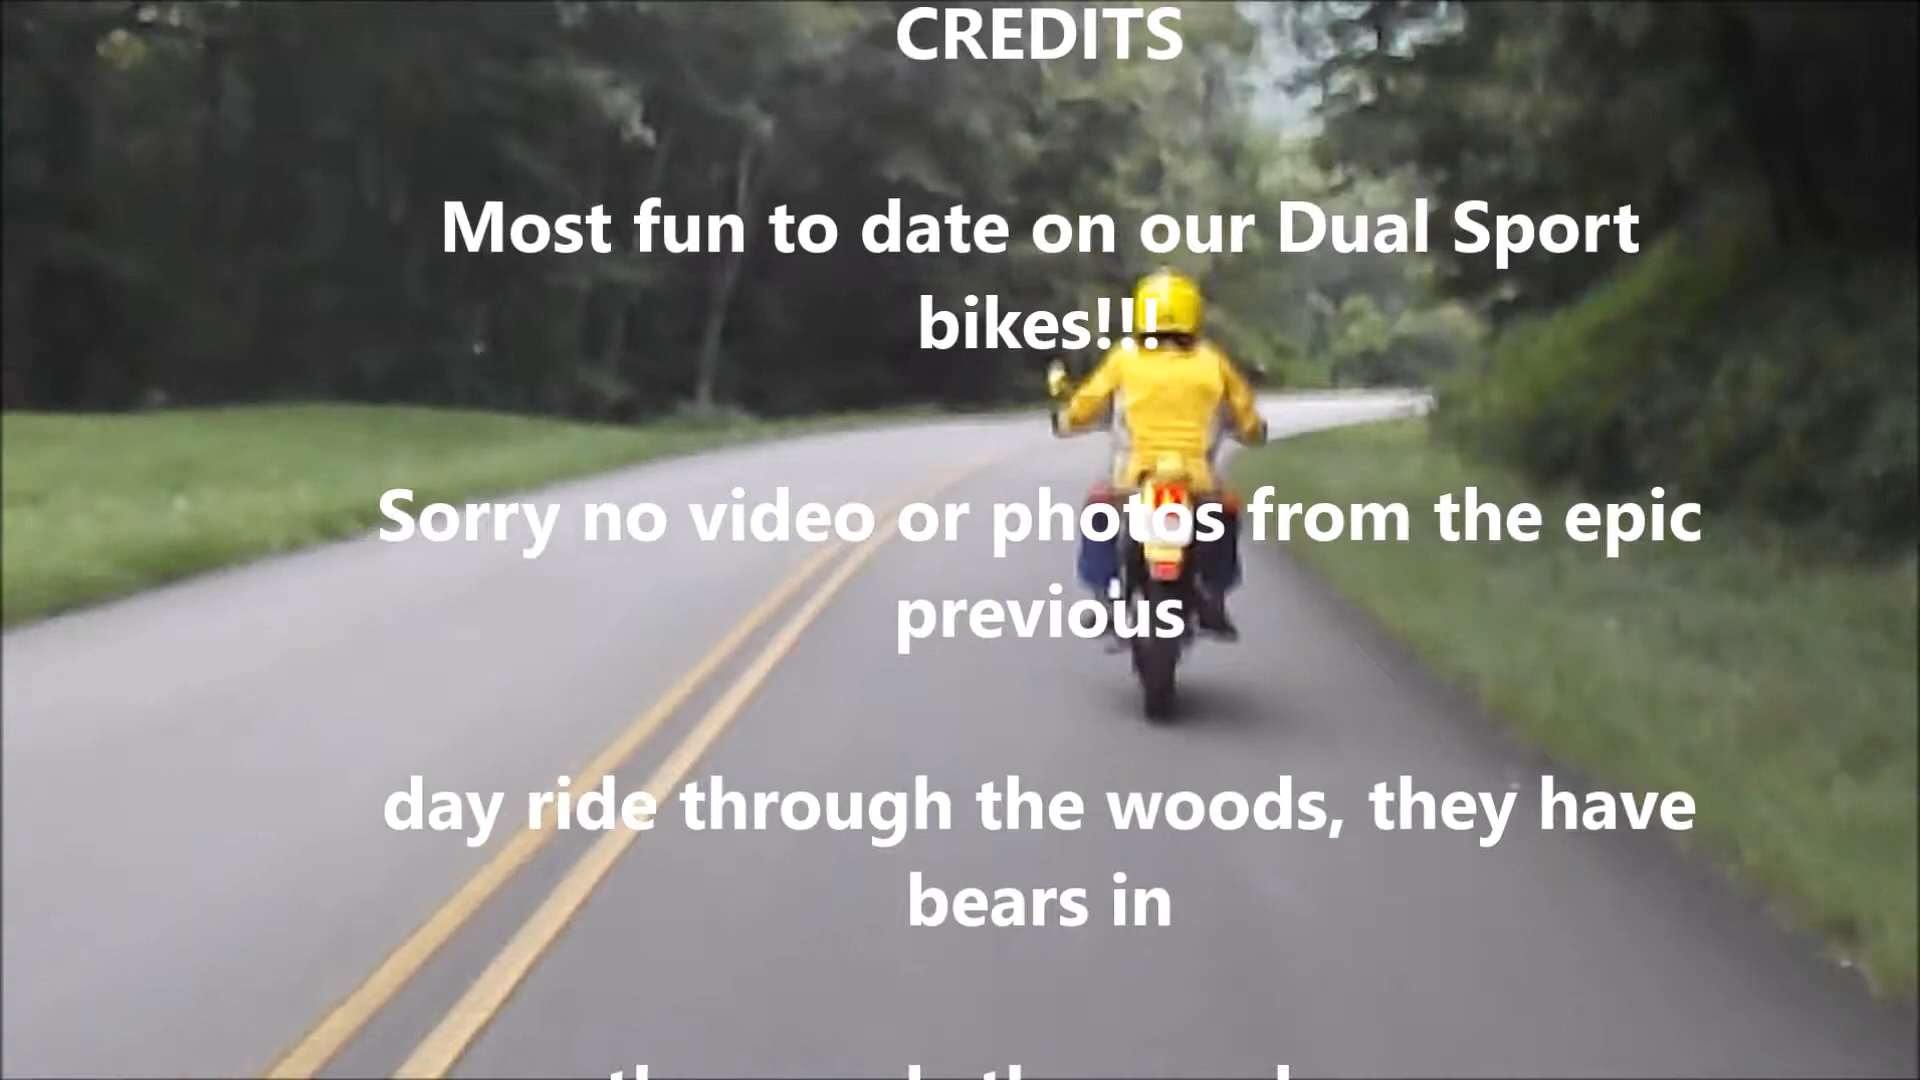 CREDITS
Most fun to date on our Dual Sport
bikes!!!
Sorry no video or photos from the epic
previous
day ride through the woods, they have
bears in